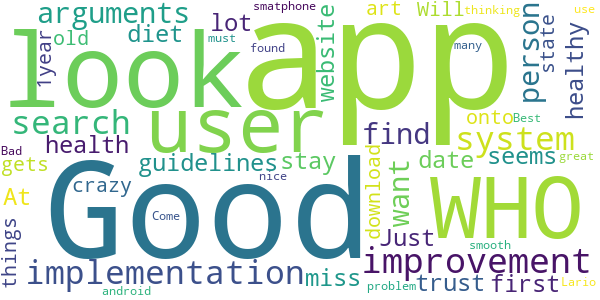 smatphone
art
Will
thinking
use
arguments
lot
person
state
healthy
old
diet
website
must
found
many
1year
look
app
search
user
find
onto
Best
system
health
guidelines
stay
want
date
seems
great
Bad
gets
crazy
nice
download
Just
WHO
At
Good
Come
improvement
smooth
things
implementation
miss
problem
trust
first
Lario
android